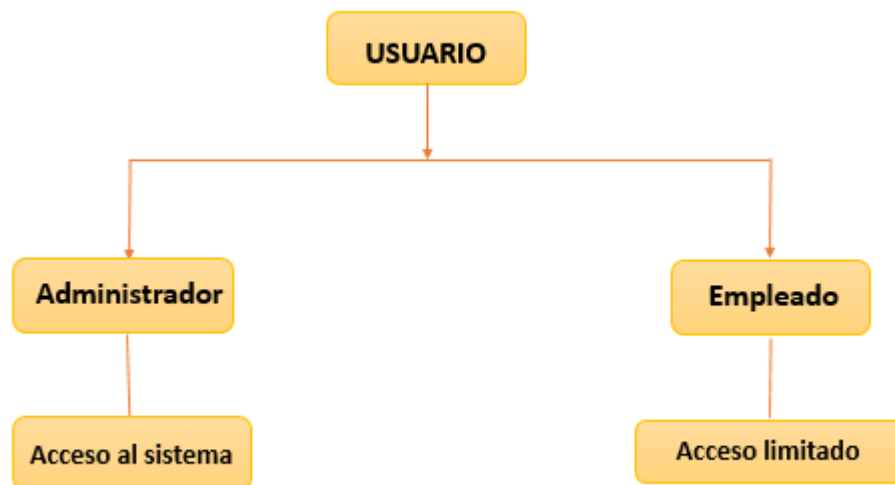 USUARIO
Administrador
Empleado
Acceso al sistema
Acceso limitado